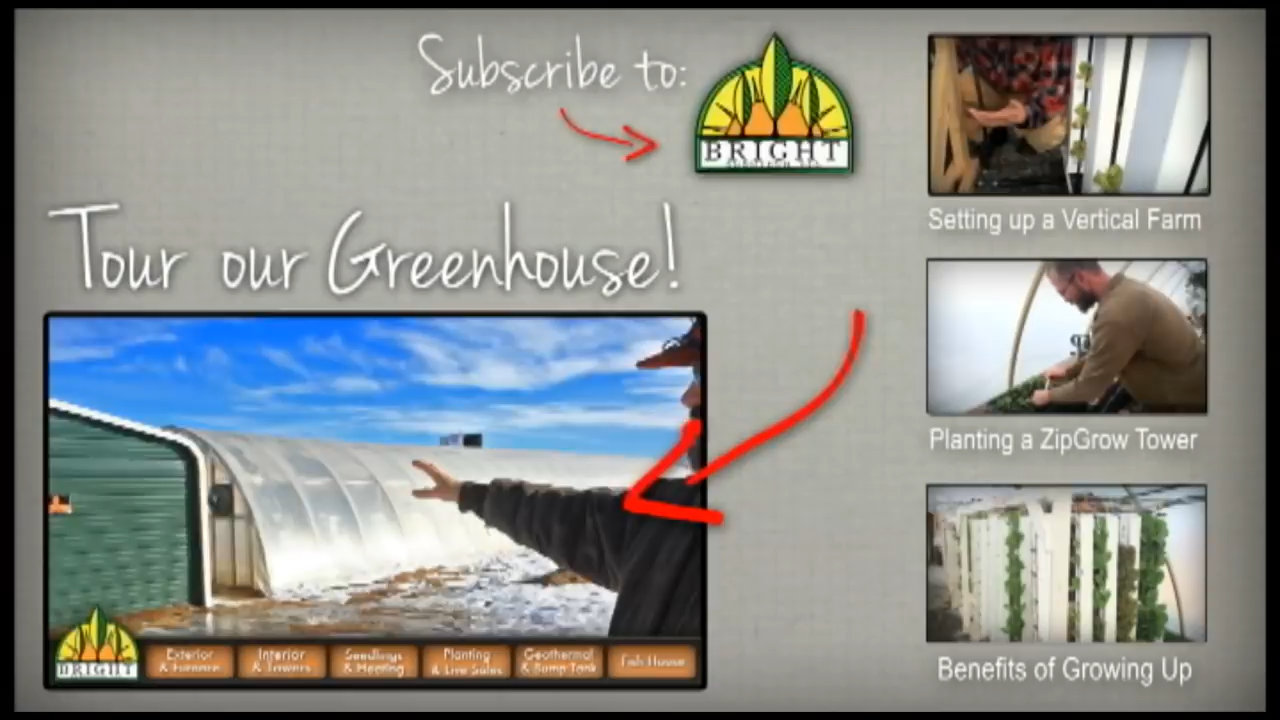 Subscribe to:
BRIGHT
Tour our Greenhouse!
Setting up a Vertical Farm
Planting a ZipGrow Tower
Benefits of Growing Up
BRIGHT
Exterior
& Furnace
Interior
& Towers
Seedlings
& Heating
Planting
& Live Sales
Geothermal
& Sump Tank
Fish House